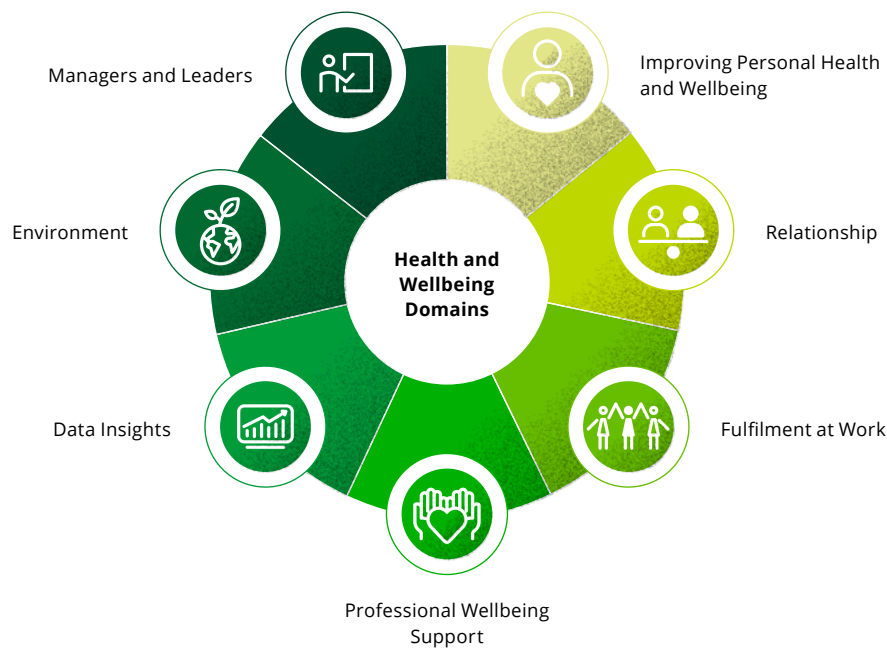 Managers and Leaders
Improving Personal Health
and Wellbeing
Environment
Relationship
Health and
Wellbeing
Domains
Data Insights
Fulfilment at Work
Professional Wellbeing
Support